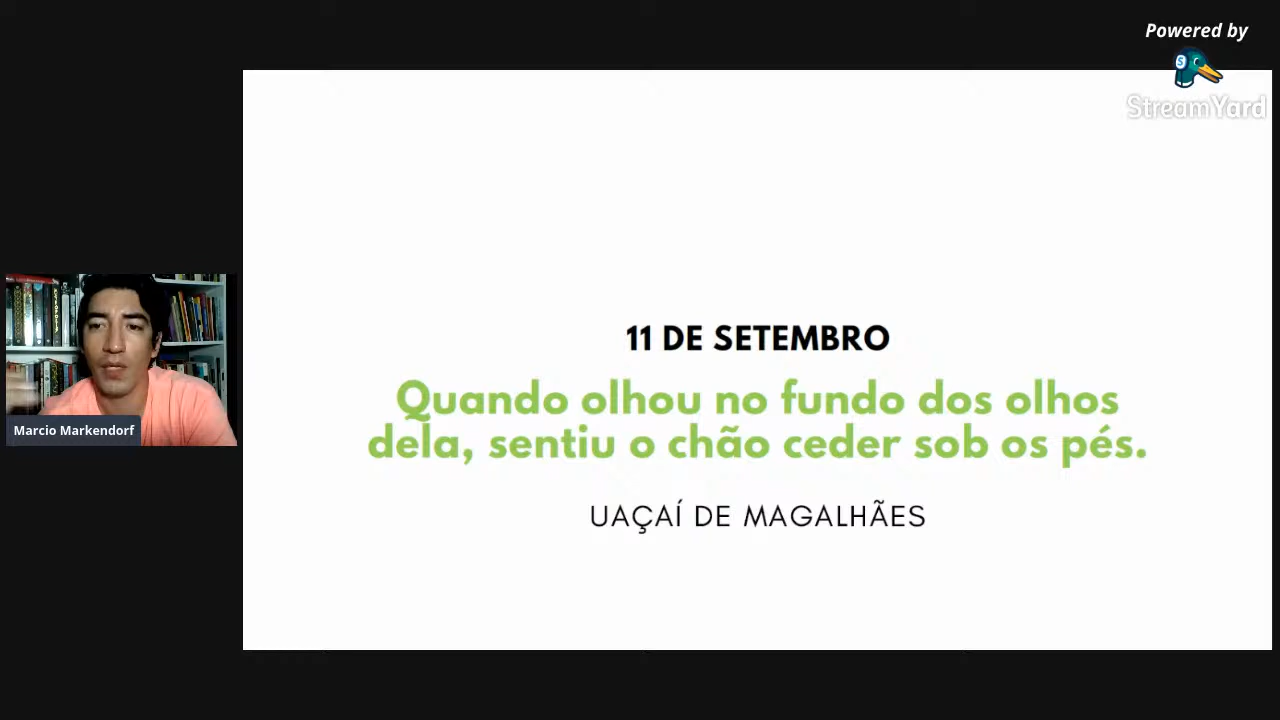 Powered by
StreamYard
11 DE SETEMBRO
Quando olhou no fundo dos olhos
dela, sentiu o chão ceder sob os pés.
UAÇAÍ DE MAGALHÃES
Marcio Markendorf